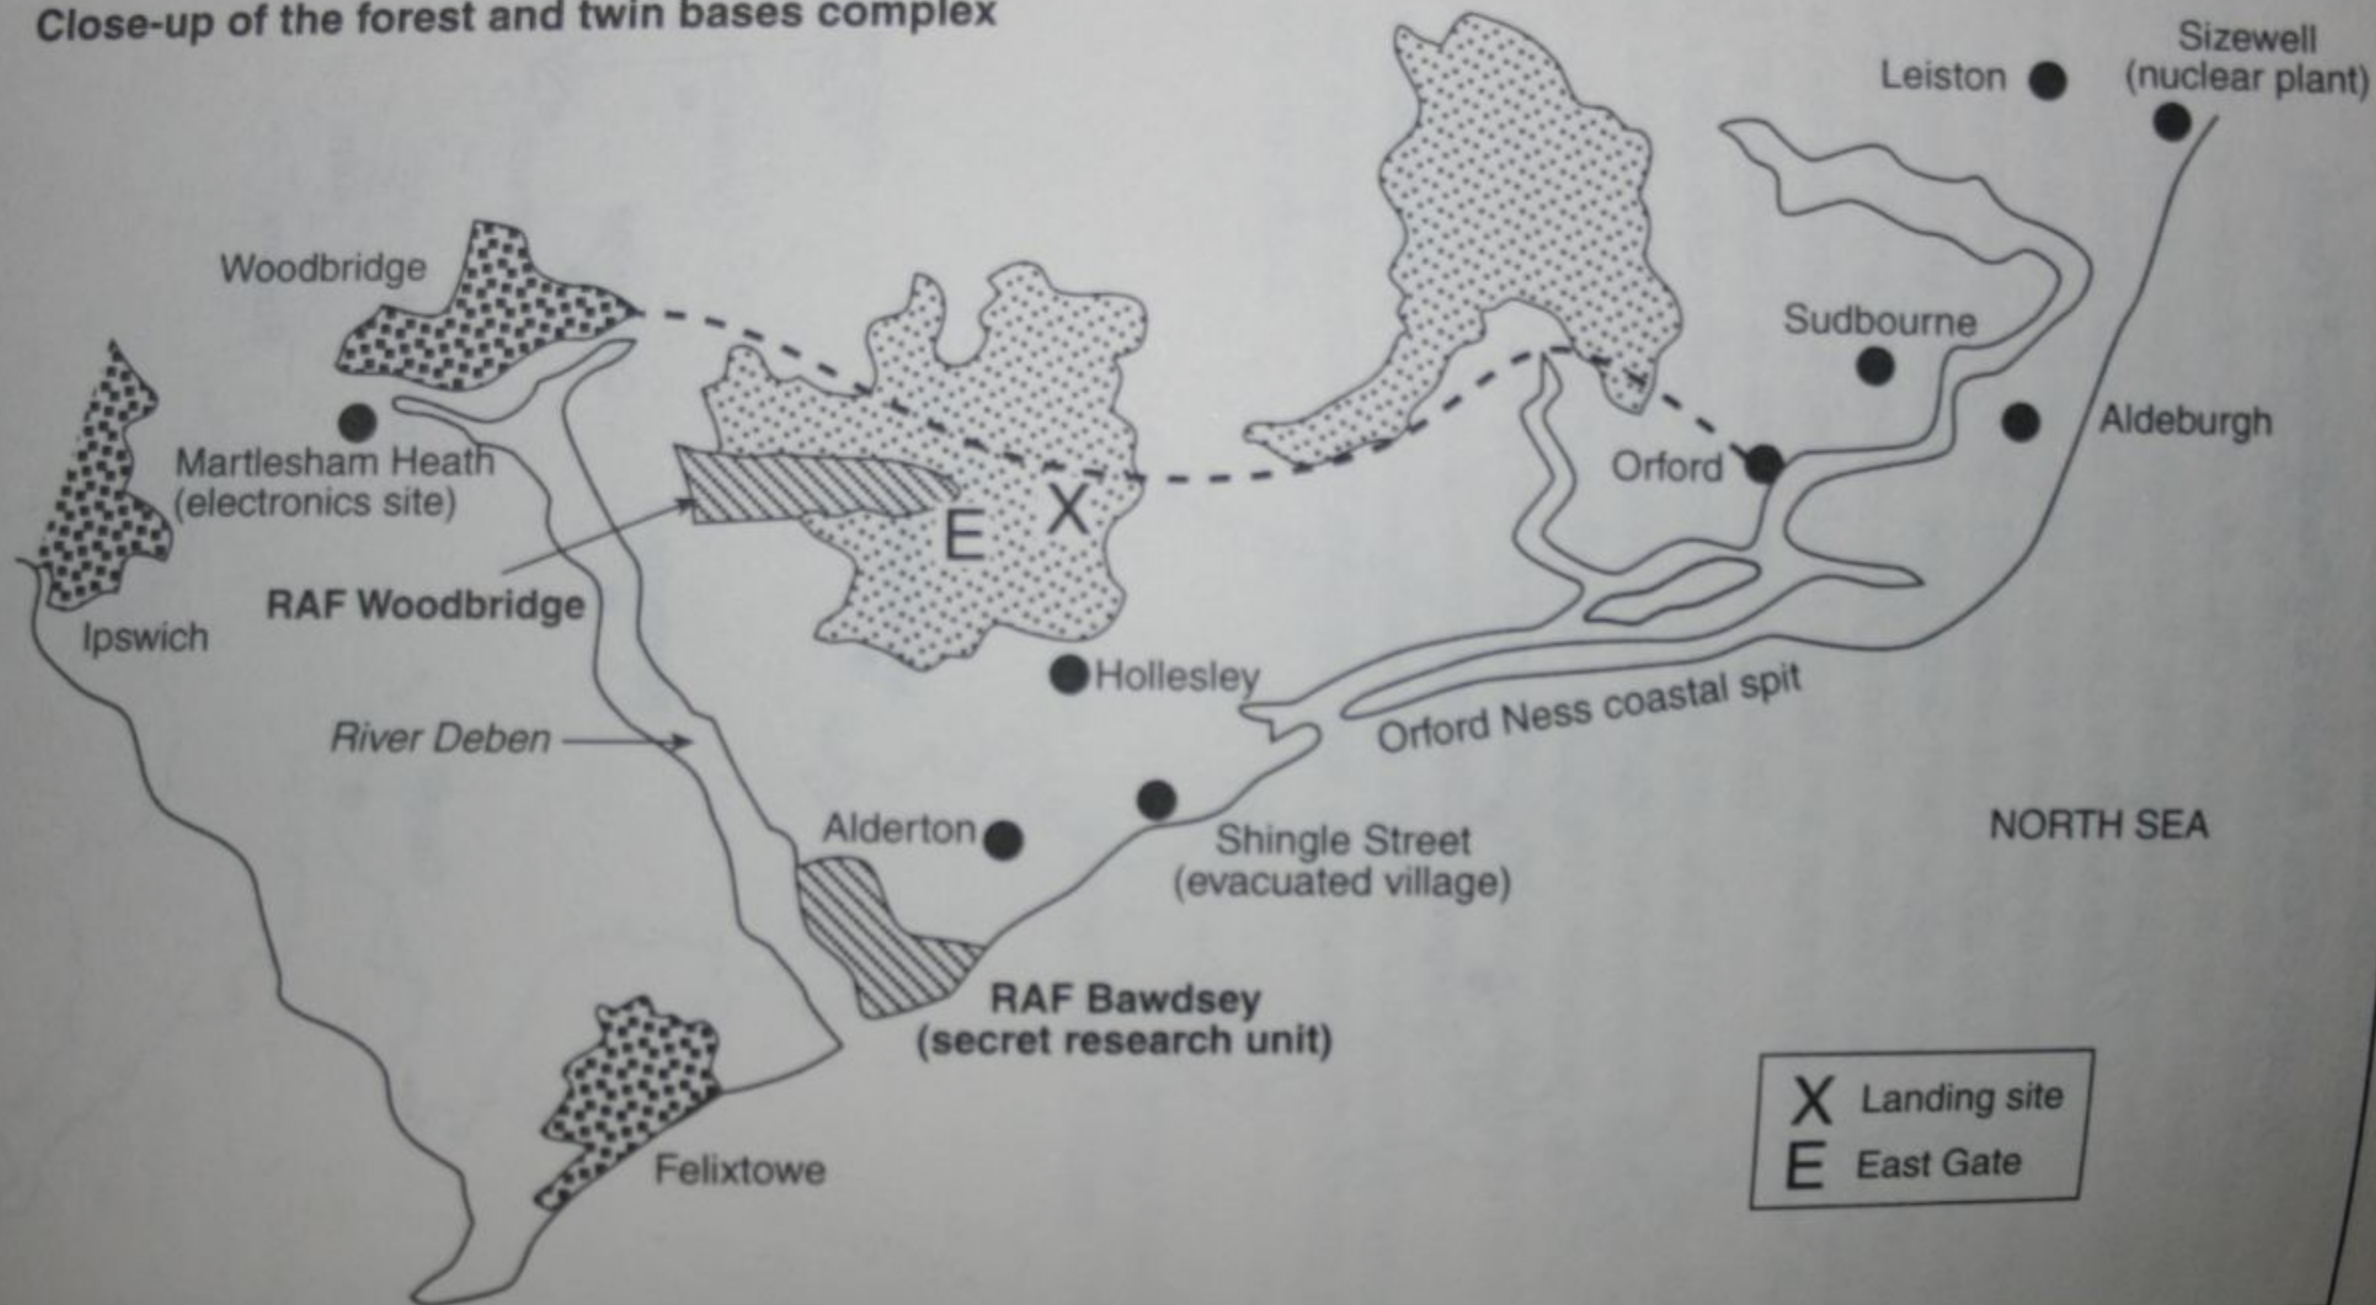 Close-up of the forest and twin bases complex
Sizewell
(nuclear plant)
Leiston
Woodbridge
Sudbourne
Aldeburgh
Martlesham Heath
(electronics site)
Orford
X
E
RAF Woodbridge
Ipswich
Hollesley
Orford Ness coastal spit
River Deben
Alderton
Shingle Street
(evacuated village)
NORTH SEA
RAF Bawdsey
(secret research unit)
X Landing site
E East Gate
Felixtowe